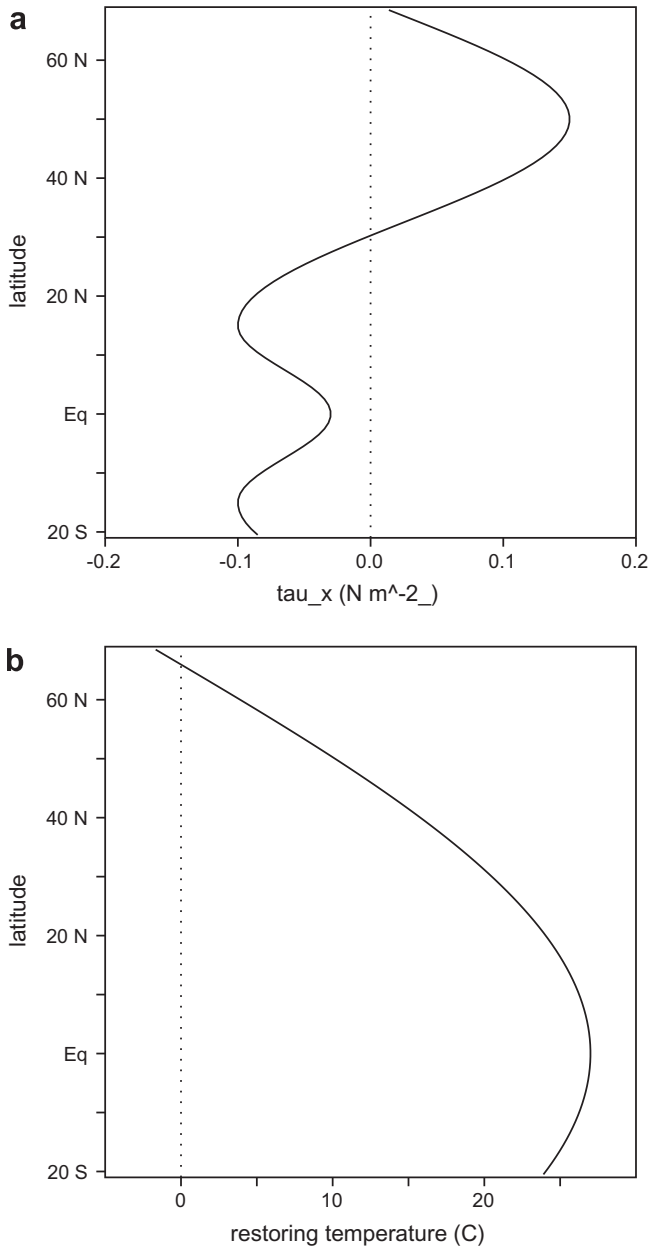 a
60 N
40 N
20 N
Eq
20 S
latitude
-0.2 -0.1 0.0 0.1 0.2
tau_x (N m^-2_)
b
60 N
40 N
20 N
Eq
20 S
latitude
0 10 20
restoring temperature (C)